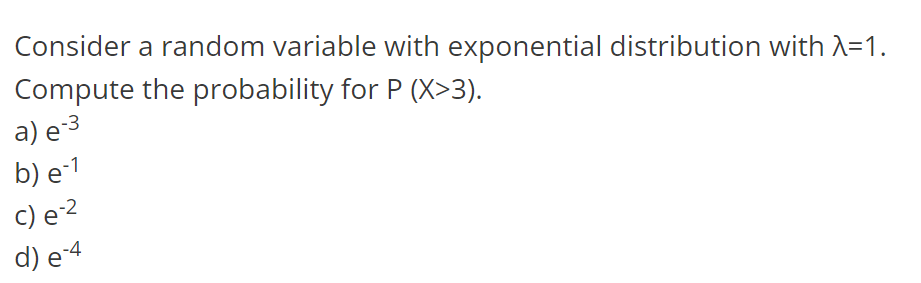 Consider a random variable with exponential distribution with λ=1.
Compute the probability for P (X>3).
a) e⁻³
b) e⁻¹
c) e⁻²
d) e⁻⁴